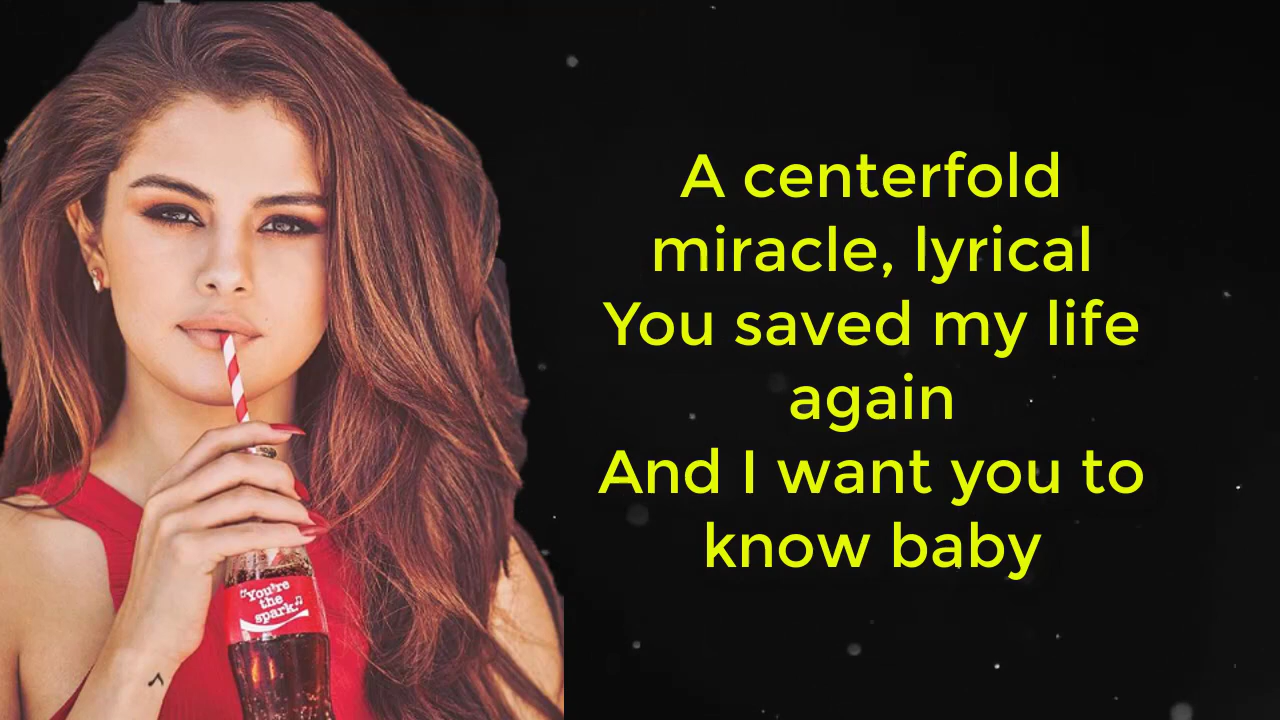 A centerfold
miracle, lyrical
You saved my life
again
And I want you to
know baby
"You're
the
spark."